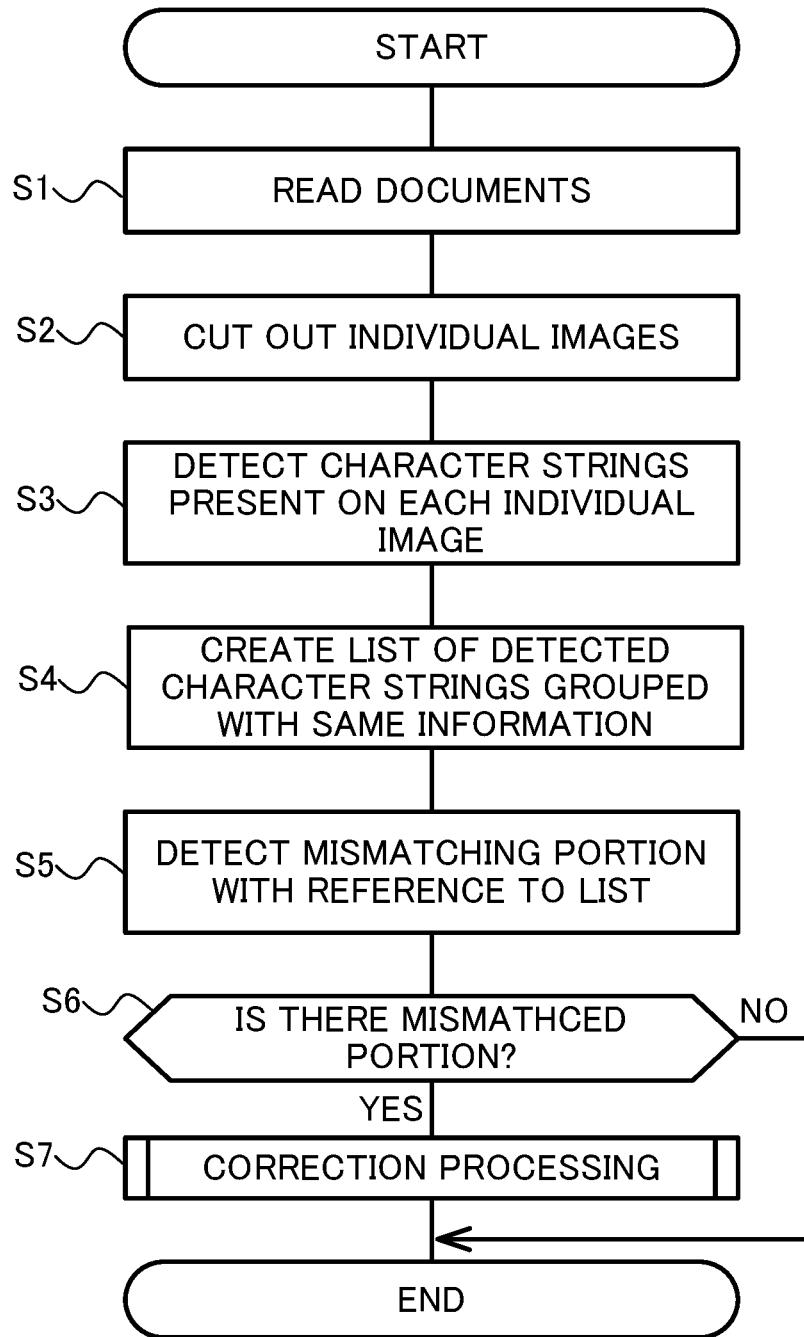 START
S1
READ DOCUMENTS
S2
CUT OUT INDIVIDUAL IMAGES
S3
DETECT CHARACTER STRINGS
PRESENT ON EACH INDIVIDUAL
IMAGE
S4
CREATE LIST OF DETECTED
CHARACTER STRINGS GROUPED
WITH SAME INFORMATION
S5
DETECT MISMATCHING PORTION
WITH REFERENCE TO LIST
S6
IS THERE MISMATHCED
PORTION?
NO
YES
S7
CORRECTION PROCESSING
END